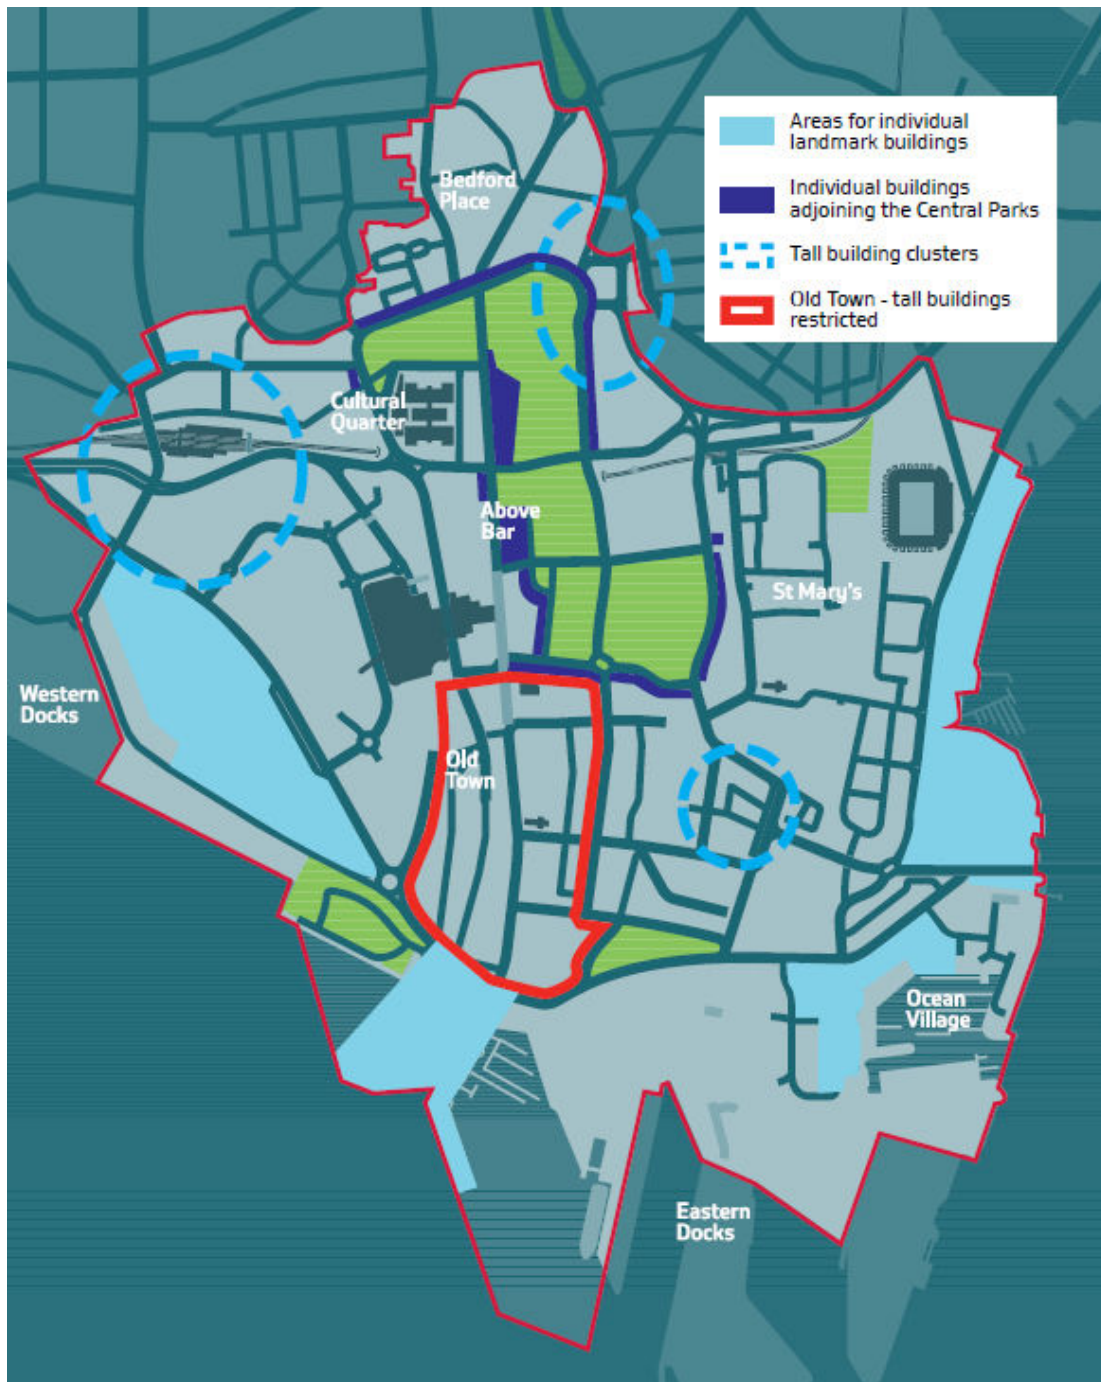 Areas for individual
landmark buildings
Individual buildings
adjoining the Central Parks
Tall building clusters
Old Town - tall buildings
restricted
Bedford
Place
Cultural
Quarter
Above
Bar
St Mary's
Western
Docks
Old
Town
Ocean
Village
Eastern
Docks